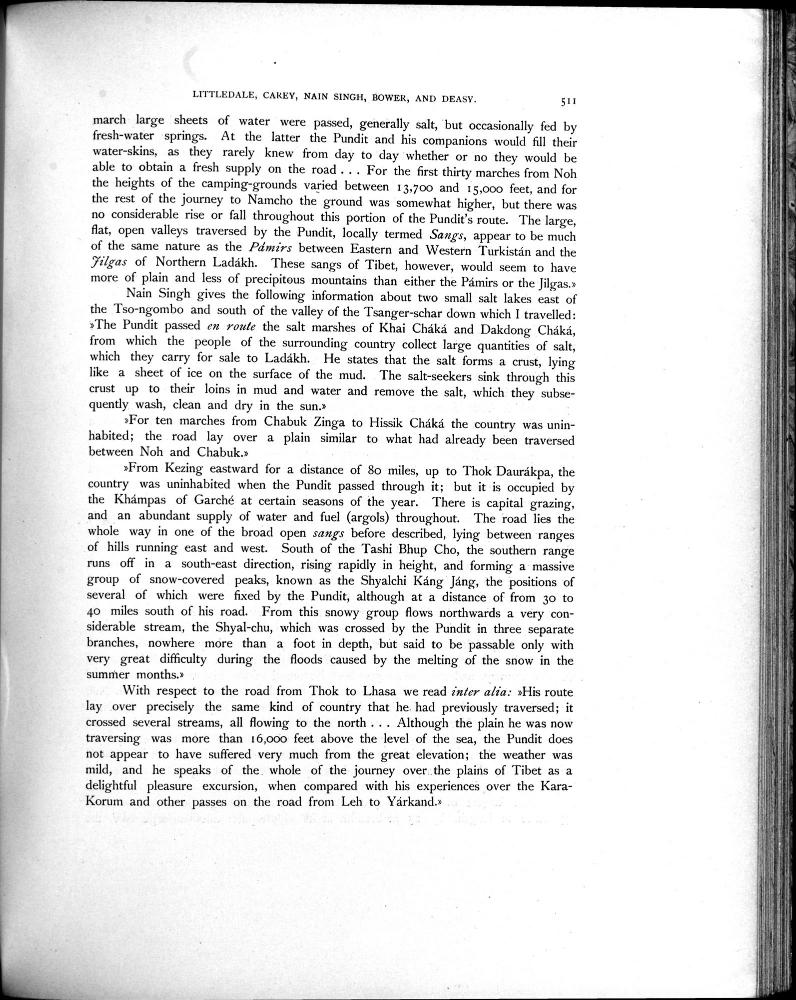 LITTLEDALE, CAREY, NAIN SINGH, BOWER, AND DEASY. 511
march large sheets of water were passed, generally salt, but occasionally fed by
fresh-water springs. At the latter the Pundit and his companions would fill their
water-skins, as they rarely knew from day to day whether or no they would be
able to obtain a fresh supply on the road . . . For the first thirty marches from Noh
the heights of the camping-grounds varied between 13,700 and 15,000 feet, and for
the rest of the journey to Namcho the ground was somewhat higher, but there was
no considerable rise or fall throughout this portion of the Pundit's route. The large,
flat, open valleys traversed by the Pundit, locally termed Sangs, appear to be much
of the same nature as the Pámirs between Eastern and Western Turkistán and the
Jilgas of Northern Ladákh. These sangs of Tibet, however, would seem to have
more of plain and less of precipitous mountains than either the Pámirs or the Jilgas.»
Nain Singh gives the following information about two small salt lakes east of
the Tso-ngombo and south of the valley of the Tsanger-schar down which I travelled:
»The Pundit passed en route the salt marshes of Khai Cháká and Dakdong Cháká,
from which the people of the surrounding country collect large quantities of salt,
which they carry for sale to Ladákh. He states that the salt forms a crust, lying
like a sheet of ice on the surface of the mud. The salt-seekers sink through this
crust up to their loins in mud and water and remove the salt, which they subse-
quently wash, clean and dry in the sun.»
»For ten marches from Chabuk Zinga to Hissik Cháká the country was unin-
habited; the road lay over a plain similar to what had already been traversed
between Noh and Chabuk.»
»From Kezing eastward for a distance of 80 miles, up to Thok Daurákpa, the
country was uninhabited when the Pundit passed through it; but it is occupied by
the Khámpas of Garché at certain seasons of the year. There is capital grazing,
and an abundant supply of water and fuel (argols) throughout. The road lies the
whole way in one of the broad open sangs before described, lying between ranges
of hills running east and west. South of the Tashi Bhup Cho, the southern range
runs off in a south-east direction, rising rapidly in height, and forming a massive
group of snow-covered peaks, known as the Shyalchi Káng Jáng, the positions of
several of which were fixed by the Pundit, although at a distance of from 30 to
40 miles south of his road. From this snowy group flows northwards a very con-
siderable stream, the Shyal-chu, which was crossed by the Pundit in three separate
branches, nowhere more than a foot in depth, but said to be passable only with
very great difficulty during the floods caused by the melting of the snow in the
summer months.»
With respect to the road from Thok to Lhasa we read inter alia: »His route
lay over precisely the same kind of country that he had previously traversed; it
crossed several streams, all flowing to the north . . . Although the plain he was now
traversing was more than 16,000 feet above the level of the sea, the Pundit does
not appear to have suffered very much from the great elevation; the weather was
mild, and he speaks of the whole of the journey over the plains of Tibet as a
delightful pleasure excursion, when compared with his experiences over the Kara-
Korum and other passes on the road from Leh to Yárkand.»